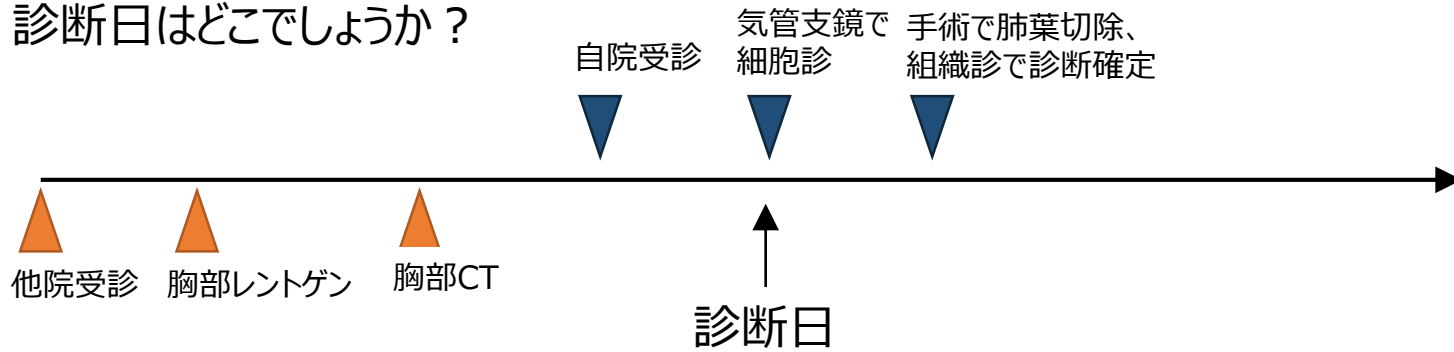 診断日はどこでしょうか？
自院受診
気管支鏡で
細胞診
手術で肺葉切除、
組織診で診断確定
他院受診
胸部レントゲン
胸部CT
診断日